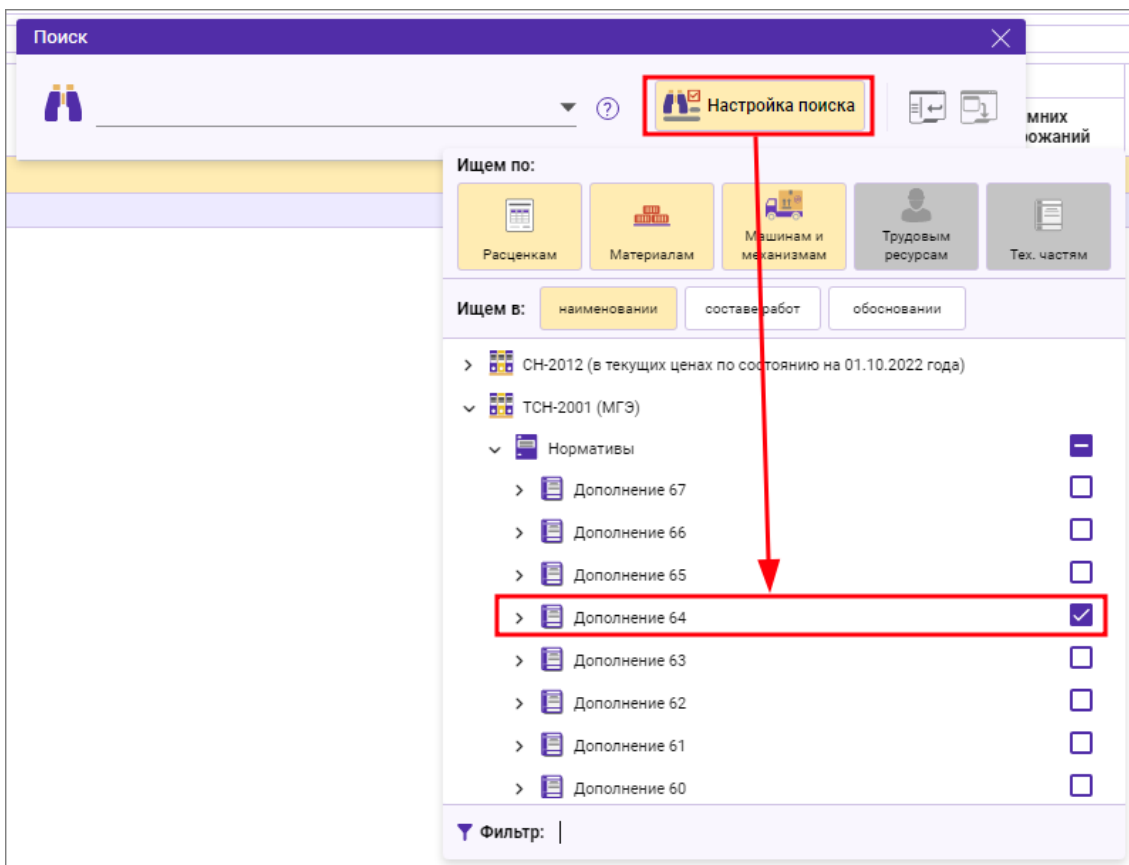 Поиск
?
Настройка поиска
мних
рожаний
Ищем по:
Расценкам
Материалам
Машинам и
механизмам
Трудовым
ресурсам
Тех. частям
Ищем в:
наименовании
составе работ
обосновании
СН-2012 (в текущих ценах по состоянию на 01.10.2022 года)
ТСН-2001 (МГЭ)
Нормативы
Дополнение 67
Дополнение 66
Дополнение 65
Дополнение 64
Дополнение 63
Дополнение 62
Дополнение 61
Дополнение 60
Фильтр: